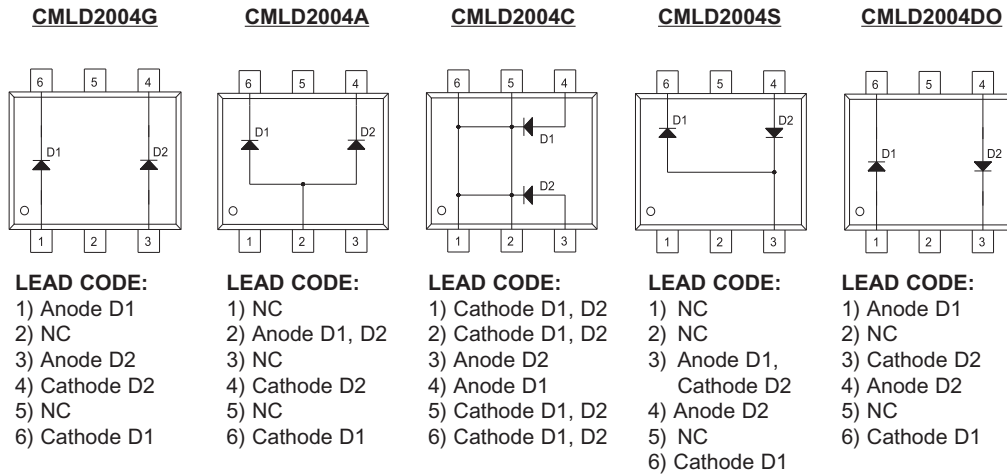 CMLD2004G
CMLD2004A
CMLD2004C
CMLD2004S
CMLD2004DO
6 5 4
D1 D2
1 2 3
6 5 4
D1 D2
1 2 3
6 5 4
D1
D2
1 2 3
6 5 4
D1 D2
1 2 3
6 5 4
D1 D2
1 2 3
LEAD CODE:
1) Anode D1
2) NC
3) Anode D2
4) Cathode D2
5) NC
6) Cathode D1
LEAD CODE:
1) NC
2) Anode D1, D2
3) NC
4) Cathode D2
5) NC
6) Cathode D1
LEAD CODE:
1) Cathode D1, D2
2) Cathode D1, D2
3) Anode D2
4) Anode D1
5) Cathode D1, D2
6) Cathode D1, D2
LEAD CODE:
1) NC
2) NC
3) Anode D1,
Cathode D2
4) Anode D2
5) NC
6) Cathode D1
LEAD CODE:
1) Anode D1
2) NC
3) Cathode D2
4) Anode D2
5) NC
6) Cathode D1